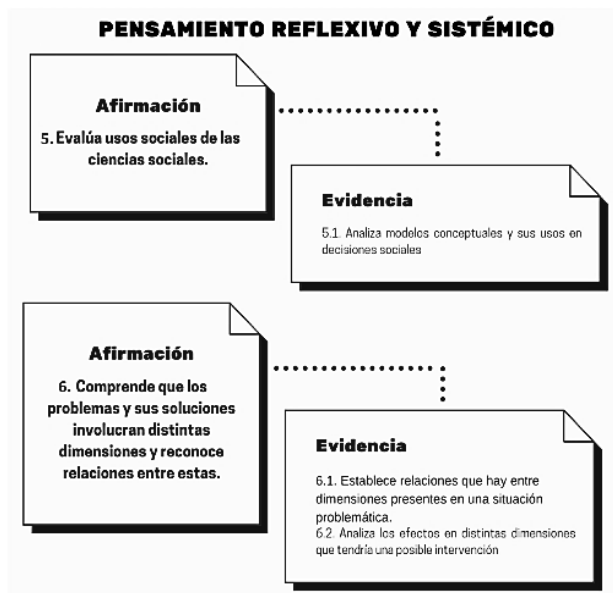 PENSAMIENTO REFLEXIVO Y SISTÉMICO
Afirmación
5. Evalúa usos sociales de las
ciencias sociales.
Evidencia
5.1. Analiza modelos conceptuales y sus usos en
decisiones sociales
Afirmación
6. Comprende que los
problemas y sus soluciones
involucran distintas
dimensiones y reconoce
relaciones entre estas.
Evidencia
6.1. Establece relaciones que hay entre
dimensiones presentes en una situación
problemática.
6.2. Analiza los efectos en distintas dimensiones
que tendría una posible intervención